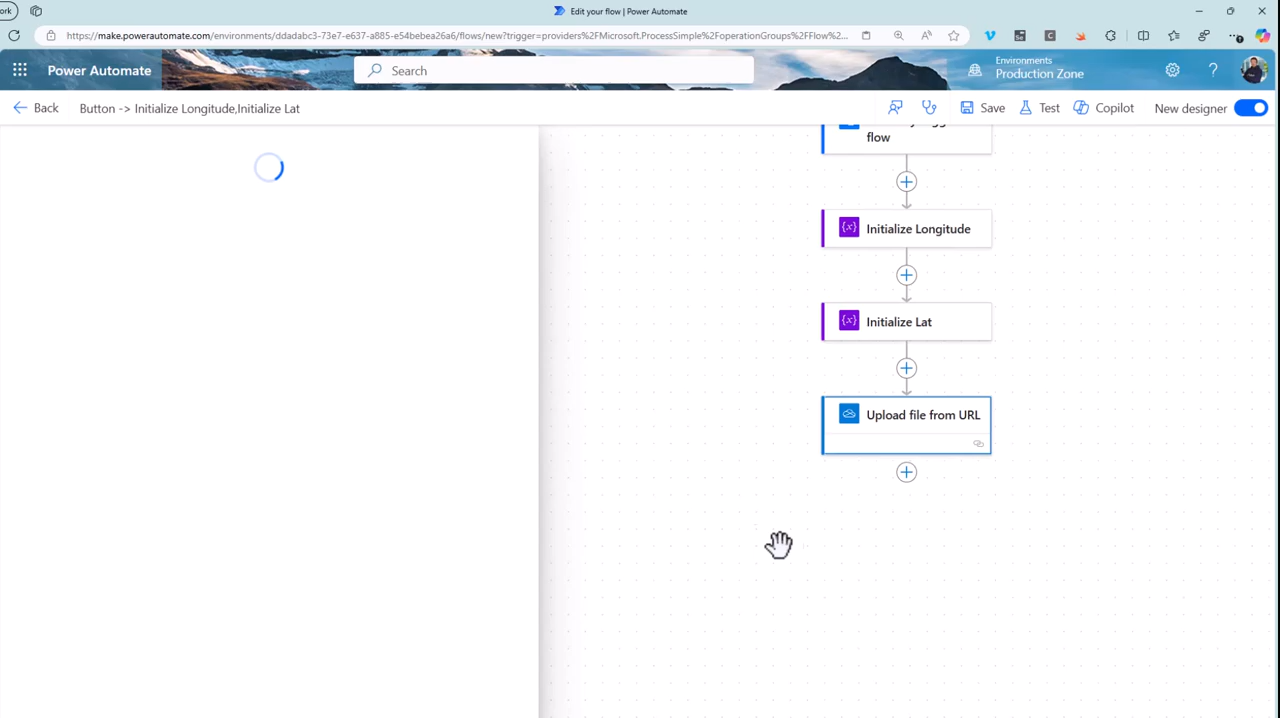 ork
Edit your flow | Power Automate
https://make.powerautomate.com/environments/ddadabc3-73e7-e637-a885-e54bebea26a6/flows/new?trigger=providers%2FMicrosoft.ProcessSimple%2FoperationGroups%2FFlow%2...
Power Automate
Search
Environments
Production Zone
Back
Button -> Initialize Longitude,Initialize Lat
Save
Test
Copilot
New designer
flow
{x} Initialize Longitude
{x} Initialize Lat
Upload file from URL